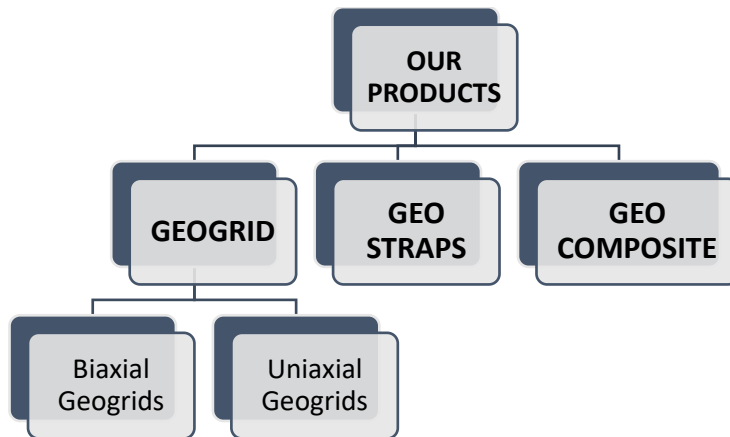 OUR
PRODUCTS
GEOGRID
GEO
STRAPS
GEO
COMPOSITE
Biaxial
Geogrids
Uniaxial
Geogrids